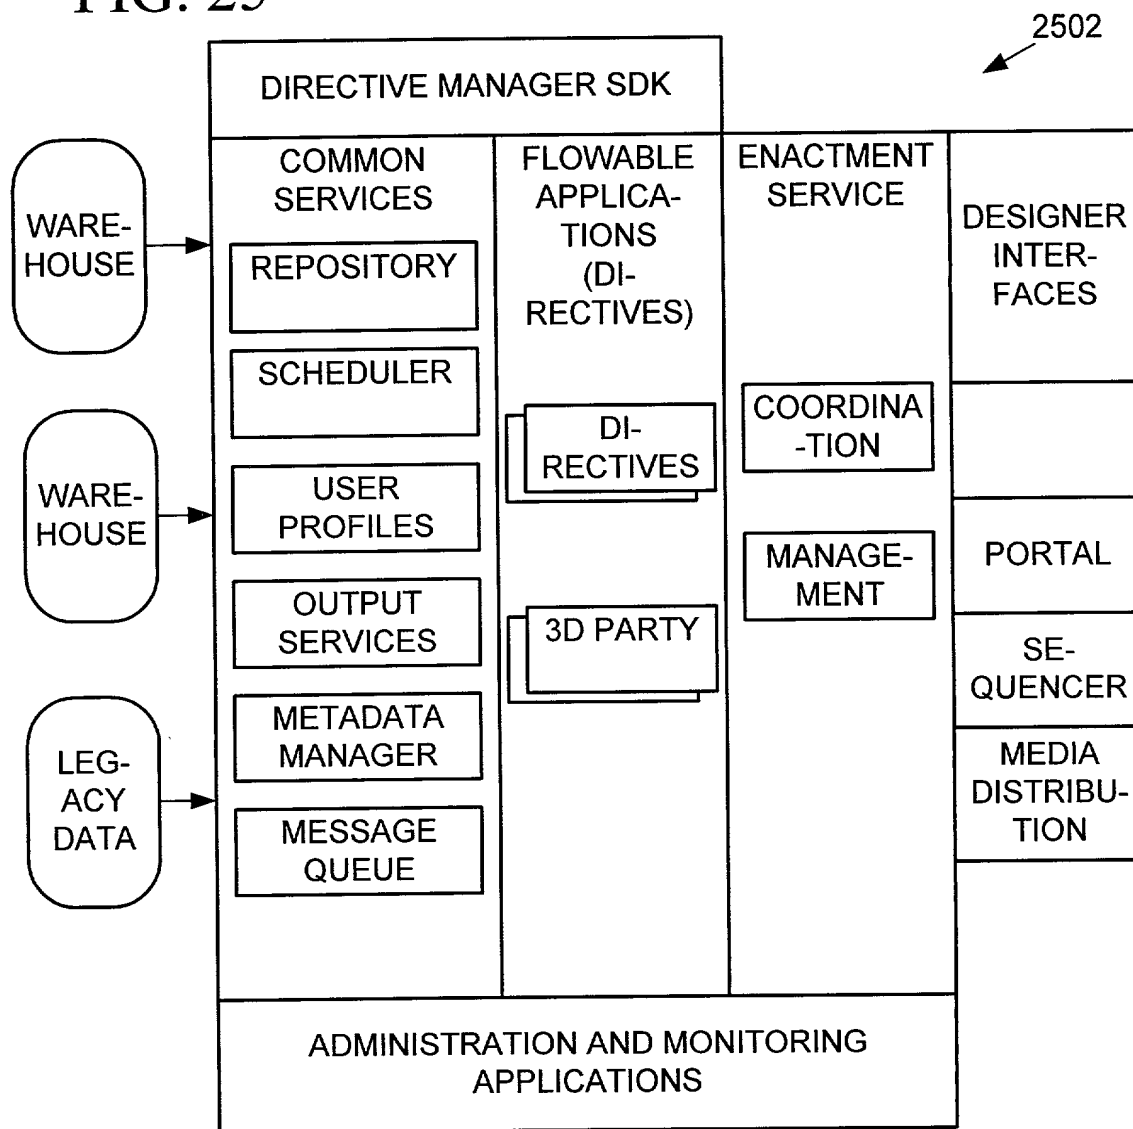 FIG. 25
2502
DIRECTIVE MANAGER SDK
WARE-
HOUSE
WARE-
HOUSE
LEG-
ACY
DATA
COMMON
SERVICES
REPOSITORY
SCHEDULER
USER
PROFILES
OUTPUT
SERVICES
METADATA
MANAGER
MESSAGE
QUEUE
FLOWABLE
APPLICA-
TIONS
(DI-
RECTIVES)
DI-
RECTIVES
3D PARTY
ENACTMENT
SERVICE
COORDINA
-TION
MANAGE-
MENT
DESIGNER
INTER-
FACES
PORTAL
SE-
QUENCER
MEDIA
DISTRIBU-
TION
ADMINISTRATION AND MONITORING
APPLICATIONS